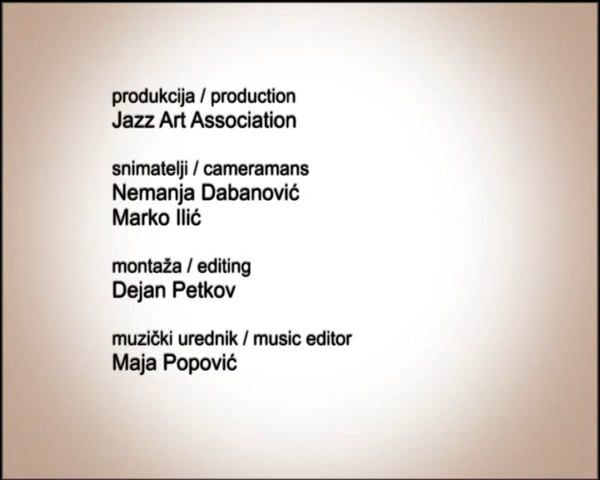 produkcija / production
Jazz Art Association
snimatelji / cameramans
Nemanja Dabanović
Marko Ilić
montaža / editing
Dejan Petkov
muzički urednik / music editor
Maja Popović